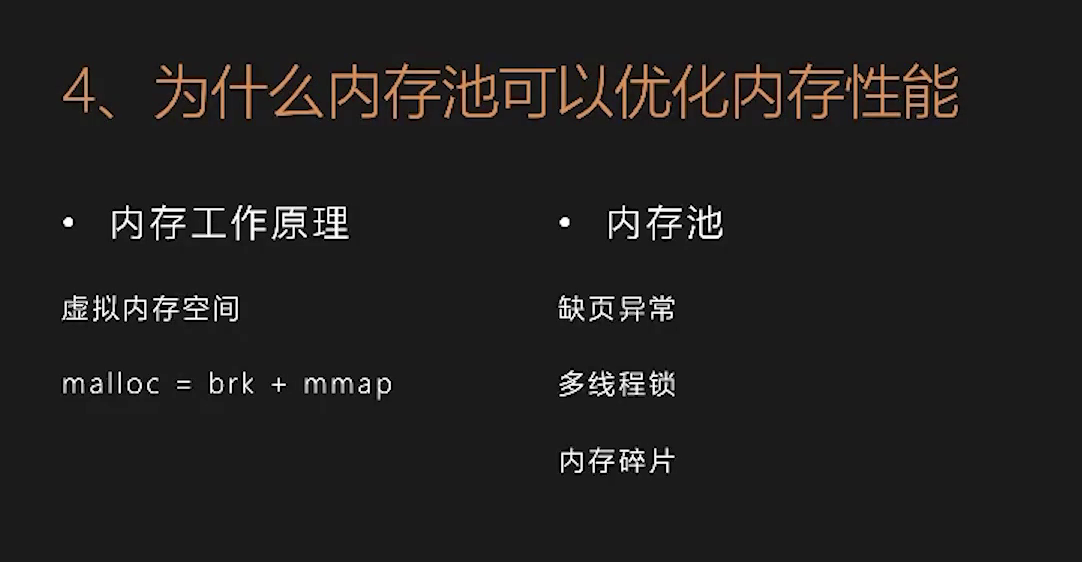 4、为什么内存池可以优化内存性能
• 内存工作原理
虚拟内存空间
malloc = brk + mmap
• 内存池
缺页异常
多线程锁
内存碎片